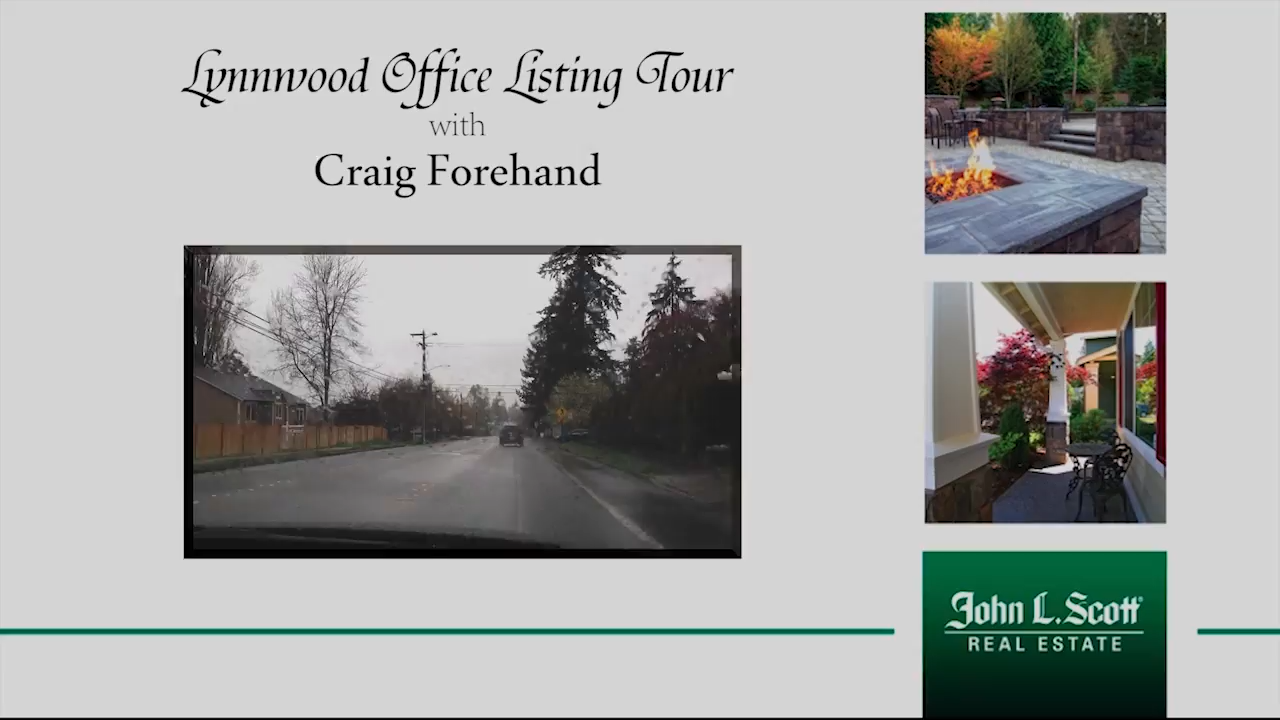 Lynnwood Office Listing Tour
with
Craig Forehand
John L. Scott®
REAL ESTATE